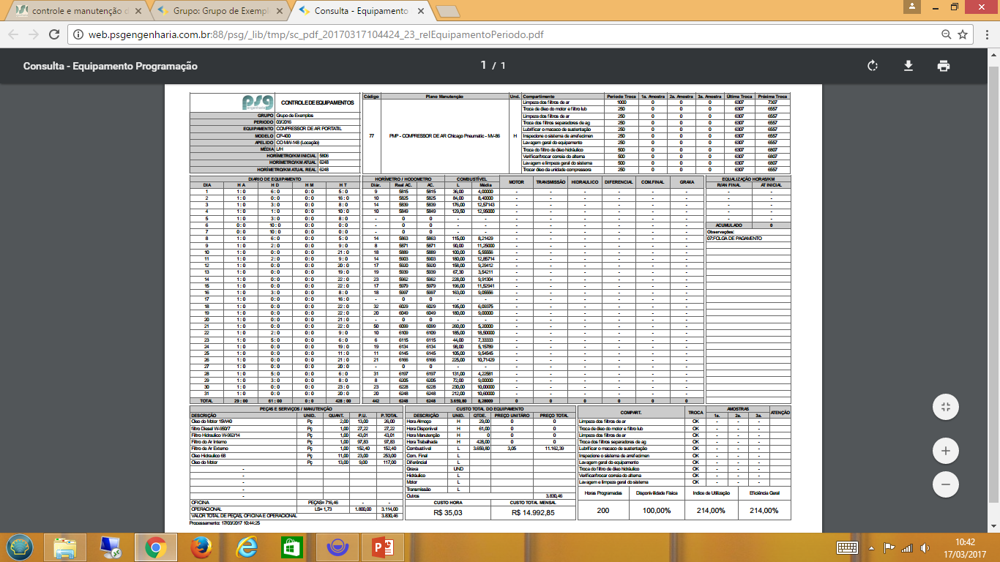 controle e manutenção d
Grupo: Grupo de Exempl
Consulta - Equipamento
web.psgengenharia.com.br:88/psg/_lib/tmp/sc_pdf_20170317104424_23_relEquipamentoPeriodo.pdf
Consulta - Equipamento Programação
1 / 1
psg
CONTROLE DE EQUIPAMENTOS
GRUPO Grupo de Exemplos
PERIODO 03/2016
EQUIPAMENTO COMPRESSOR DE AR PORTATIL
MODELO CP-400
APELIDO CO MW-148 (Locação)
MÉDIA L/H
HORÍMETRO/KM INICIAL 5806
HORÍMETRO/KM ATUAL 6248
HORÍMETRO/KM ATUAL REAL 6248
Código Plano Manutenção Und. Compartimento Período Troca 1a. Amostra 2a. Amostra 3a. Amostra Última Troca Próxima Troca
77 PMP - COMPRESSOR DE AR Chicago Pneumatic - MW-86 H
Limpeza dos filtros de ar 1000 0 0 0 6307 7307
Troca de óleo do motor e filtro lub 250 0 0 0 6307 6557
Limpeza dos filtros de ar 250 0 0 0 6307 6557
Troca dos filtros separadores de ag 250 0 0 0 6307 6557
Lubrificar o macaco de sustentação 250 0 0 0 6307 6557
Inspecione o sistema de arrefecimen 250 0 0 0 6307 6557
Lavagem geral do equipamento 250 0 0 0 6307 6557
Troca do filtro de óleo hidráulico 500 0 0 0 6307 6807
Verificar/trocar correia do alterna 500 0 0 0 6307 6807
Lavagem e limpeza geral do sistema 500 0 0 0 6307 6807
Trocar óleo da unidade compressora 250 0 0 0 6307 6557
DIARIO DE EQUIPAMENTO HORÍMETRO / HODOMETRO COMBUSTÍVEL MOTOR TRANSMISSÃO HIDRAULICO DIFERENCIAL COM.FINAL GRAXA EQUALIZAÇÃO HORAS/KM
DIA H A H D H M H T Diár. Real AC. AC. L Média R/AN FINAL AT INICIAL
1 1 : 0 6 : 0 0 : 0 5 : 0 9 5815 5815 36,00 4,00000 - - - - - - - -
2 1 : 0 0 : 0 0 : 0 16 : 0 10 5825 5825 84,00 8,40000 - - - - - - - -
3 1 : 0 3 : 0 0 : 0 8 : 0 14 5839 5839 176,00 12,57143 - - - - - - - -
4 1 : 0 1 : 0 0 : 0 10 : 0 10 5849 5849 129,50 12,95000 - - - - - - - -
5 1 : 0 3 : 0 0 : 0 8 : 0 - 0 0 - - - - - - - - - -
6 0 : 0 10 : 0 0 : 0 0 : 0 - 0 0 - - - - - - - - ACUMULADO 0
7 0 : 0 10 : 0 0 : 0 0 : 0 - 0 0 - - - - - - - - Observações:
8 1 : 0 6 : 0 0 : 0 5 : 0 14 5863 5863 115,00 8,21429 - - - - - - 07:FOLGA DE PAGAMENTO
9 1 : 0 2 : 0 0 : 0 9 : 0 8 5871 5871 90,00 11,25000 - - - - - -
10 1 : 0 0 : 0 0 : 0 21 : 0 18 5889 5889 100,00 5,55556 - - - - - -
11 1 : 0 2 : 0 0 : 0 9 : 0 14 5903 5903 180,00 12,85714 - - - - - -
12 1 : 0 0 : 0 0 : 0 20 : 0 17 5920 5920 158,00 9,29412 - - - - - -
13 1 : 0 0 : 0 0 : 0 19 : 0 19 5939 5939 67,30 3,54211 - - - - - -
14 1 : 0 0 : 0 0 : 0 22 : 0 23 5962 5962 228,00 9,91304 - - - - - -
15 1 : 0 0 : 0 0 : 0 22 : 0 17 5979 5979 196,00 11,52941 - - - - - -
16 1 : 0 3 : 0 0 : 0 8 : 0 18 5997 5997 163,00 9,05556 - - - - - -
17 1 : 0 0 : 0 0 : 0 16 : 0 - 0 0 - - - - - - - -
18 1 : 0 0 : 0 0 : 0 22 : 0 32 6029 6029 195,00 6,09375 - - - - - -
19 1 : 0 0 : 0 0 : 0 22 : 0 20 6049 6049 180,00 9,00000 - - - - - -
20 1 : 0 0 : 0 0 : 0 21 : 0 - 0 0 - - - - - - - -
21 1 : 0 0 : 0 0 : 0 22 : 0 50 6099 6099 260,00 5,20000 - - - - - -
22 1 : 0 2 : 0 0 : 0 9 : 0 10 6109 6109 185,00 18,50000 - - - - - -
23 1 : 0 5 : 0 0 : 0 6 : 0 6 6115 6115 44,00 7,33333 - - - - - -
24 1 : 0 0 : 0 0 : 0 19 : 0 19 6134 6134 98,00 5,15789 - - - - - -
25 1 : 0 0 : 0 0 : 0 11 : 0 11 6145 6145 105,00 9,54545 - - - - - -
26 1 : 0 0 : 0 0 : 0 21 : 0 21 6166 6166 225,00 10,71429 - - - - - -
27 1 : 0 0 : 0 0 : 0 20 : 0 - 0 0 - - - - - - - -
28 1 : 0 5 : 0 0 : 0 6 : 0 31 6197 6197 131,00 4,22581 - - - - - -
29 1 : 0 3 : 0 0 : 0 8 : 0 8 6205 6205 72,00 9,00000 - - - - - -
30 1 : 0 0 : 0 0 : 0 23 : 0 23 6228 6228 230,00 10,00000 - - - - - -
31 1 : 0 0 : 0 0 : 0 20 : 0 20 6248 6248 212,00 10,60000 - - - - - -
TOTAL 29 : 00 61 : 00 0 : 0 428 : 00 442 6248 6248 3.659,80 8,28009 0 0 0 0 0 0
PEÇAS E SERVIÇOS / MANUTENÇÃO
DESCRIÇÃO UNID. QUANT. P.U. P.TOTAL
Oleo do Motor 15W40 Pç 2,00 13,00 26,00
filtro Diesel W-950/7 Pç 1,00 27,22 27,22
Filtro Hidraulico W-962/14 Pç 1,00 43,01 43,01
Filtro do Ar Interno Pç 1,00 97,83 97,83
Filtro de Ar Externo Pç 1,00 152,40 152,40
Oleo Hidraulico 68 Pç 11,00 23,00 253,00
Oleo do Motor Pç 13,00 9,00 117,00
-
-
-
-
-
OFICINA PEÇAS= 716,46 - -
OPERACIONAL LS= 1,73 1.800,00 3.114,00
VALOR TOTAL DE PEÇAS, OFICINA E OPERACIONAL 3.830,46
Processamento: 17/03/2017 10:44:25
CUSTO TOTAL DO EQUIPAMENTO
DESCRIÇÃO UNID. QTDE. PREÇO UNITÁRO PREÇO TOTAL
Hora Almoço H 29,00 0 0
Hora Disponível H 61,00 0 0
Hora Manutenção H 0 0 0
Hora Trabalhada H 428,00 0 0
Combustível L 3.659,80 3,05 11.162,39
Com. Final L
Diferêncial L
Graxa UND
Hidráulico L
Motor L
Transmissão L
Outros 3.830,46
CUSTO HORA CUSTO TOTAL MENSAL
R$ 35,03 R$ 14.992,85
COMPART. TROCA AMOSTRAS ATENÇÃO
1a. 2a. 3a.
Limpeza dos filtros de ar OK - - -
Troca de óleo do motor e filtro lub OK - - -
Limpeza dos filtros de ar OK - - -
Troca dos filtros separadores de ag OK - - -
Lubrificar o macaco de sustentação OK - - -
Inspecione o sistema de arrefecimen OK - - -
Lavagem geral do equipamento OK - - -
Troca do filtro de óleo hidráulico OK - - -
Verificar/trocar correia do alterna OK - - -
Lavagem e limpeza geral do sistema OK - - -
Horas Programadas Disponivilidade Fisica Indice de Utilização Eficiência Geral
200 100,00% 214,00% 214,00%
10:42
17/03/2017